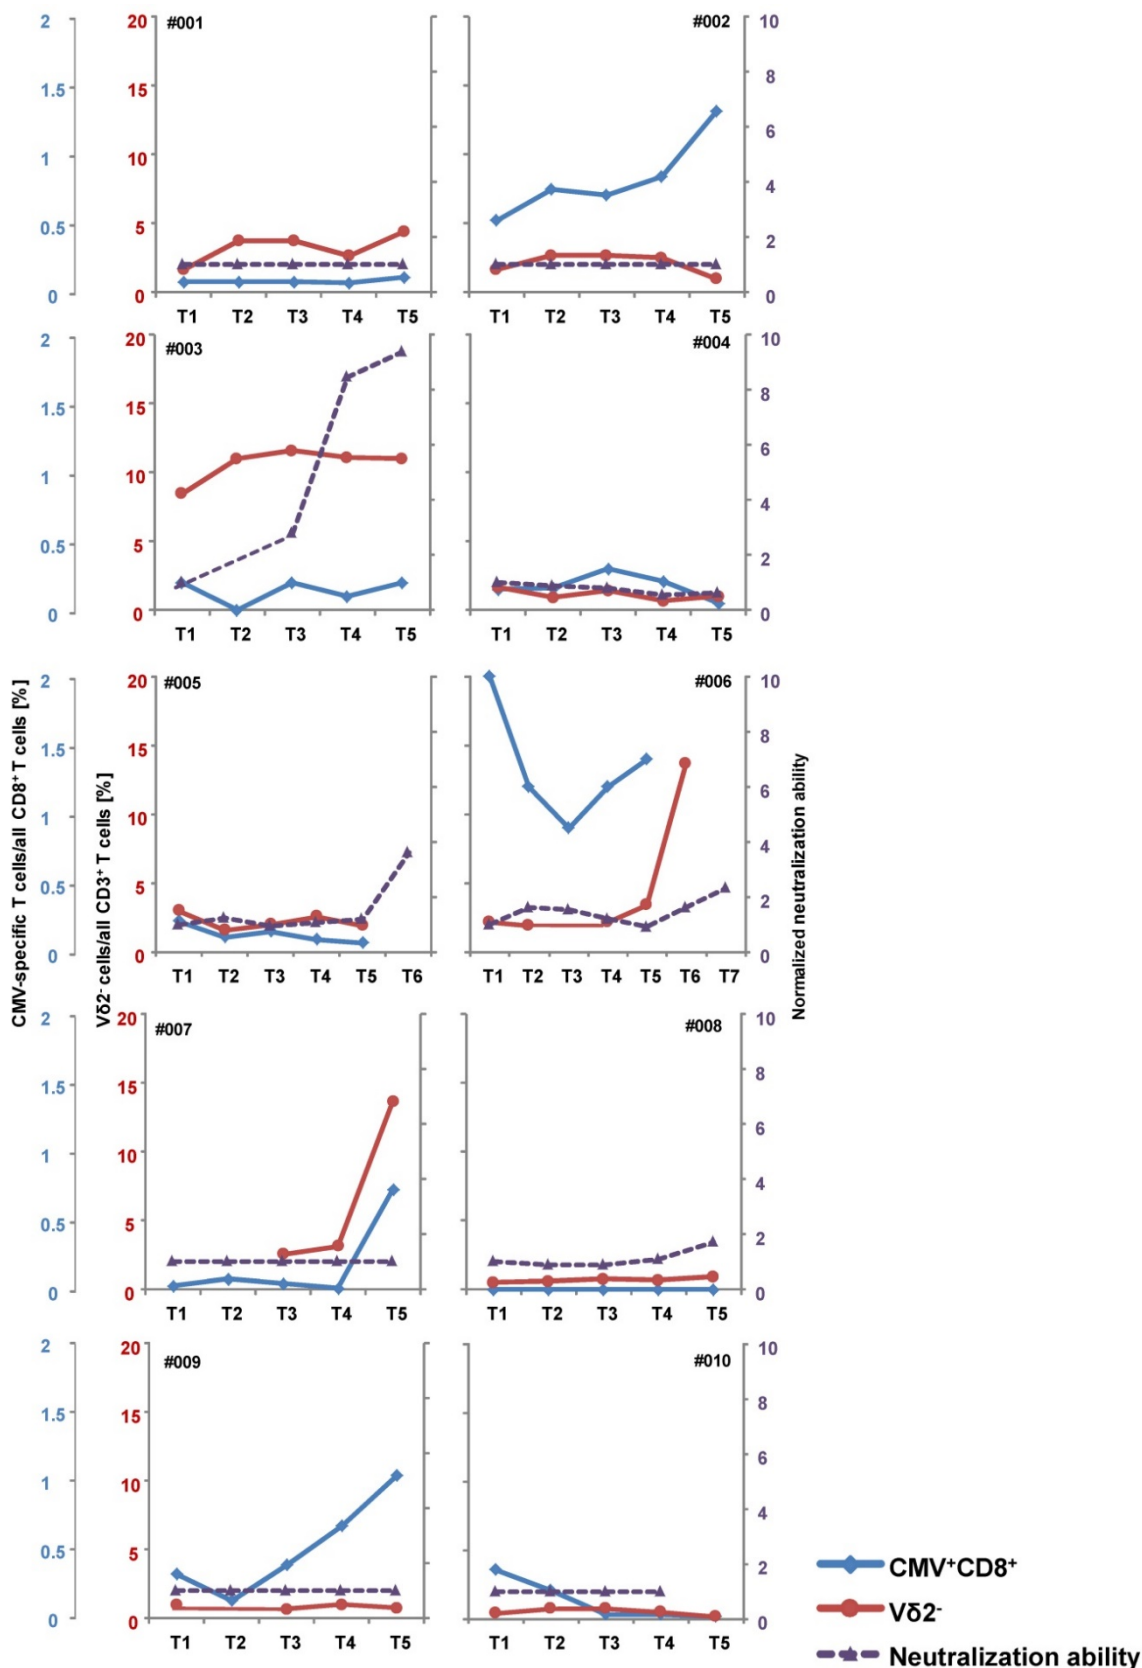 2 20 #001 #002 10
1.5 15 8
1 10 6
4
0.5 5 2
0 0 0
T1 T2 T3 T4 T5 T1 T2 T3 T4 T5
2 20 #003 #004 10
1.5 15 8
1 10 6
4
0.5 5 2
0 0 0
T1 T2 T3 T4 T5 T1 T2 T3 T4 T5
CMV-specific T cells/all CD8⁺ T cells [%]
Vδ2⁻ cells/all CD3⁺ T cells [%]
Normalized neutralization ability
2 20 #005 #006 10
1.5 15 8
1 10 6
4
0.5 5 2
0 0 0
T1 T2 T3 T4 T5 T6 T1 T2 T3 T4 T5 T6 T7
2 20 #007 #008 10
1.5 15 8
1 10 6
4
0.5 5 2
0 0 0
T1 T2 T3 T4 T5 T1 T2 T3 T4 T5
2 20 #009 #010 10
1.5 15 8
1 10 6
4
0.5 5 2
0 0 0
T1 T2 T3 T4 T5 T1 T2 T3 T4 T5
CMV⁺CD8⁺
Vδ2⁻
Neutralization ability